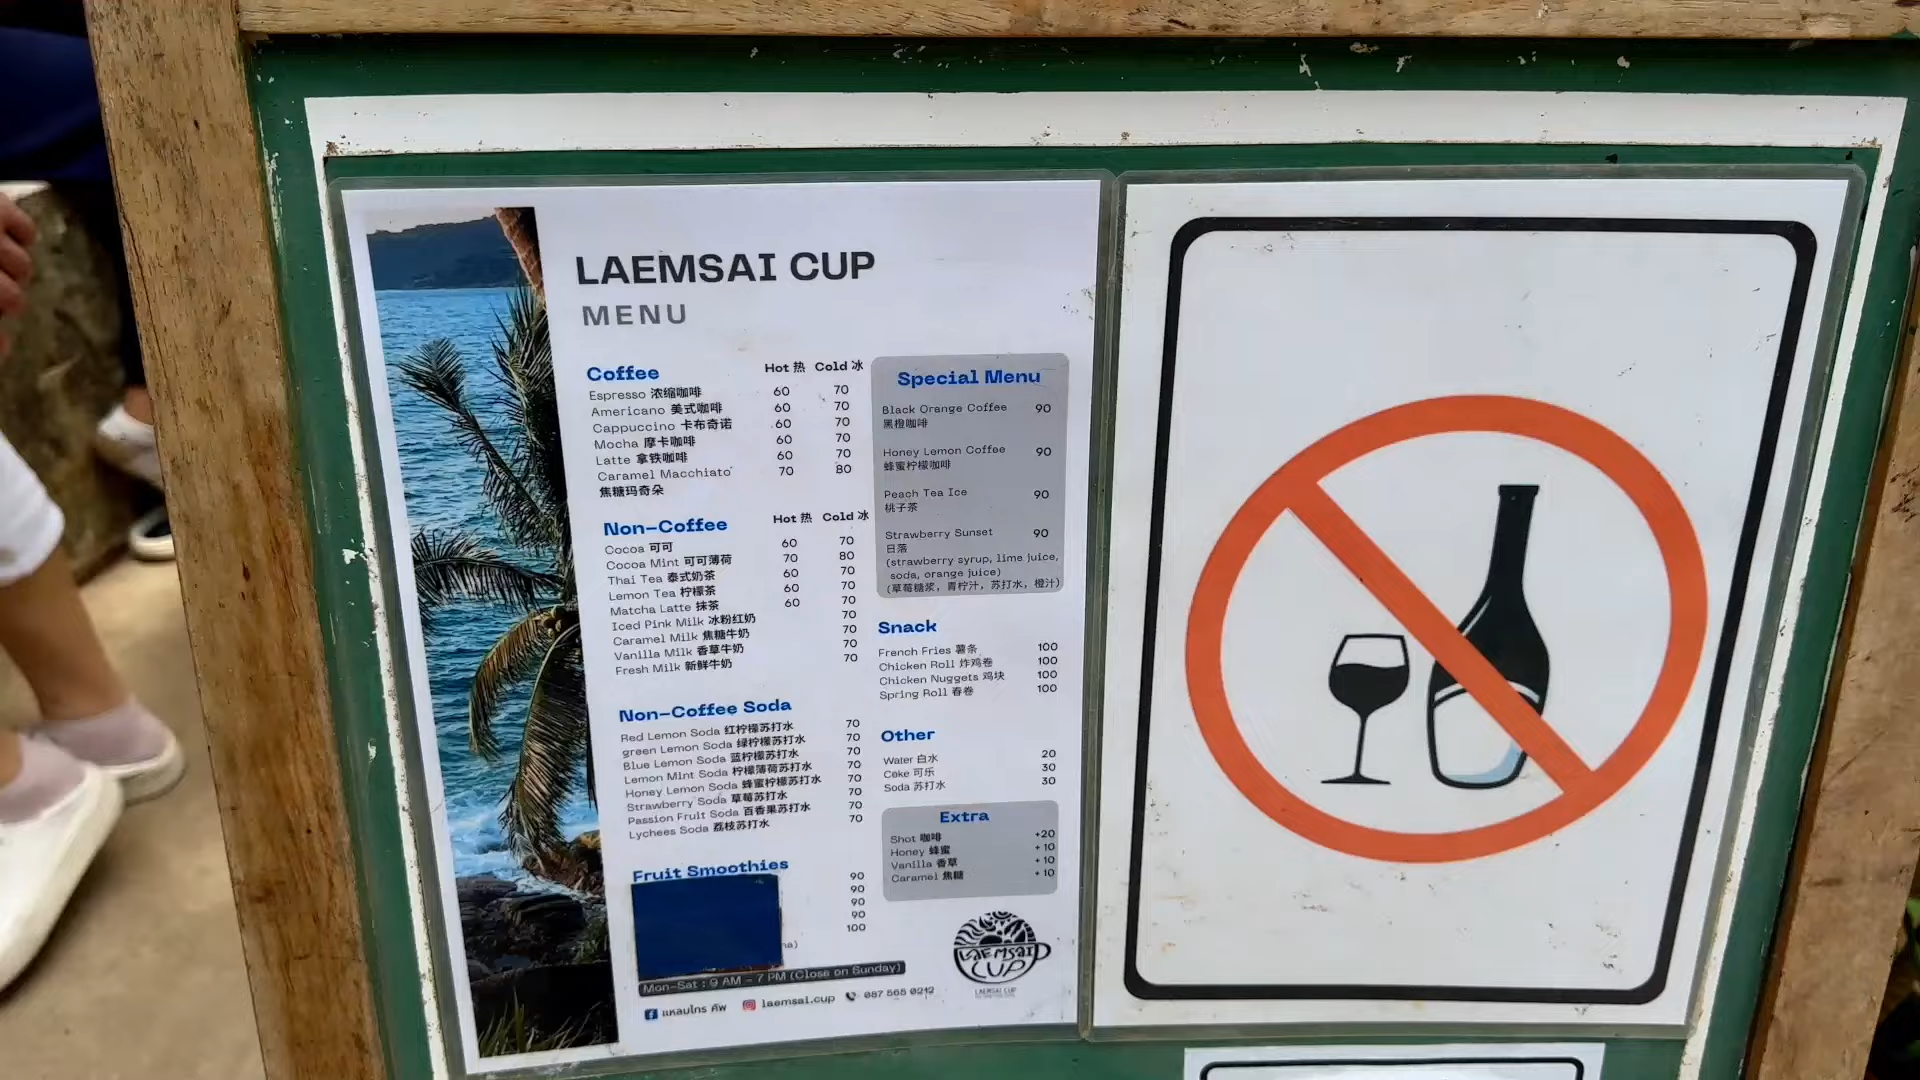 LAEMSAI CUP
MENU
Coffee Hot 热 Cold 冰
Espresso 浓缩咖啡 60 70
Americano 美式咖啡 60 70
Cappuccino 卡布奇诺 60 70
Mocha 摩卡咖啡 60 70
Latte 拿铁咖啡 60 70
Caramel Macchiato 70 80
焦糖玛奇朵
Non-Coffee Hot 热 Cold 冰
Cocoa 可可 60 70
Cocoa Mint 可可薄荷 70 80
Thai Tea 泰式奶茶 60 70
Lemon Tea 柠檬茶 60 70
Matcha Latte 抹茶 60 70
Iced Pink Milk 冰粉红奶 70
Caramel Milk 焦糖牛奶 70
Vanilla Milk 香草牛奶 70
Fresh Milk 新鲜牛奶 70
Non-Coffee Soda
Red Lemon Soda 红柠檬苏打水 70
green Lemon Soda 绿柠檬苏打水 70
Blue Lemon Soda 蓝柠檬苏打水 70
Lemon Mint Soda 柠檬薄荷苏打水 70
Honey Lemon Soda 蜂蜜柠檬苏打水 70
Strawberry Soda 草莓苏打水 70
Passion Fruit Soda 百香果苏打水 70
Lychees Soda 荔枝苏打水 70
Fruit Smoothies
90
90
90
90
100
Mon-Sat : 9 AM - 7 PM (Close on Sunday)
แหลมไทร คัพ laemsai.cup 087 565 0212
Special Menu
Black Orange Coffee 90
黑橙咖啡
Honey Lemon Coffee 90
蜂蜜柠檬咖啡
Peach Tea Ice 90
桃子茶
Strawberry Sunset 90
日落
(strawberry syrup, lime juice,
soda, orange juice)
(草莓糖浆，青柠汁，苏打水，橙汁)
Snack
French Fries 薯条 100
Chicken Roll 炸鸡卷 100
Chicken Nuggets 鸡块 100
Spring Roll 春卷 100
Other
Water 白水 20
Coke 可乐 30
Soda 苏打水 30
Extra
Shot 咖啡 +20
Honey 蜂蜜 +10
Vanilla 香草 +10
Caramel 焦糖 +10
LAEMSAI
CUP
LAEMSAI CUP